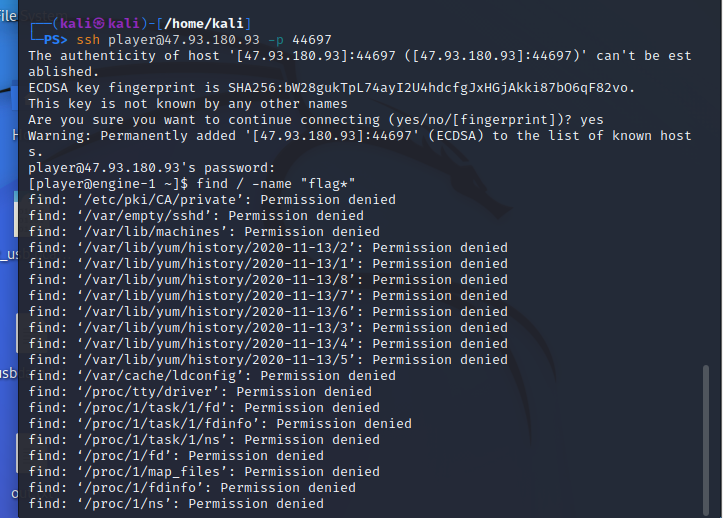 File System
┌──(kali㉿kali)-[/home/kali]
└─PS> ssh player@47.93.180.93 -p 44697
The authenticity of host '[47.93.180.93]:44697 ([47.93.180.93]:44697)' can't be est
ablished.
ECDSA key fingerprint is SHA256:bW28gukTpL74ayI2U4hdcfgJxHGjAkki87bO6qF82vo.
This key is not known by any other names
Are you sure you want to continue connecting (yes/no/[fingerprint])? yes
Warning: Permanently added '[47.93.180.93]:44697' (ECDSA) to the list of known host
s.
player@47.93.180.93's password:
[player@engine-1 ~]$ find / -name "flag*"
find: ‘/etc/pki/CA/private’: Permission denied
find: ‘/var/empty/sshd’: Permission denied
find: ‘/var/lib/machines’: Permission denied
find: ‘/var/lib/yum/history/2020-11-13/2’: Permission denied
find: ‘/var/lib/yum/history/2020-11-13/1’: Permission denied
find: ‘/var/lib/yum/history/2020-11-13/8’: Permission denied
find: ‘/var/lib/yum/history/2020-11-13/7’: Permission denied
find: ‘/var/lib/yum/history/2020-11-13/6’: Permission denied
find: ‘/var/lib/yum/history/2020-11-13/3’: Permission denied
find: ‘/var/lib/yum/history/2020-11-13/4’: Permission denied
find: ‘/var/lib/yum/history/2020-11-13/5’: Permission denied
find: ‘/var/cache/ldconfig’: Permission denied
find: ‘/proc/tty/driver’: Permission denied
find: ‘/proc/1/task/1/fd’: Permission denied
find: ‘/proc/1/task/1/fdinfo’: Permission denied
find: ‘/proc/1/task/1/ns’: Permission denied
find: ‘/proc/1/fd’: Permission denied
find: ‘/proc/1/map_files’: Permission denied
find: ‘/proc/1/fdinfo’: Permission denied
find: ‘/proc/1/ns’: Permission denied